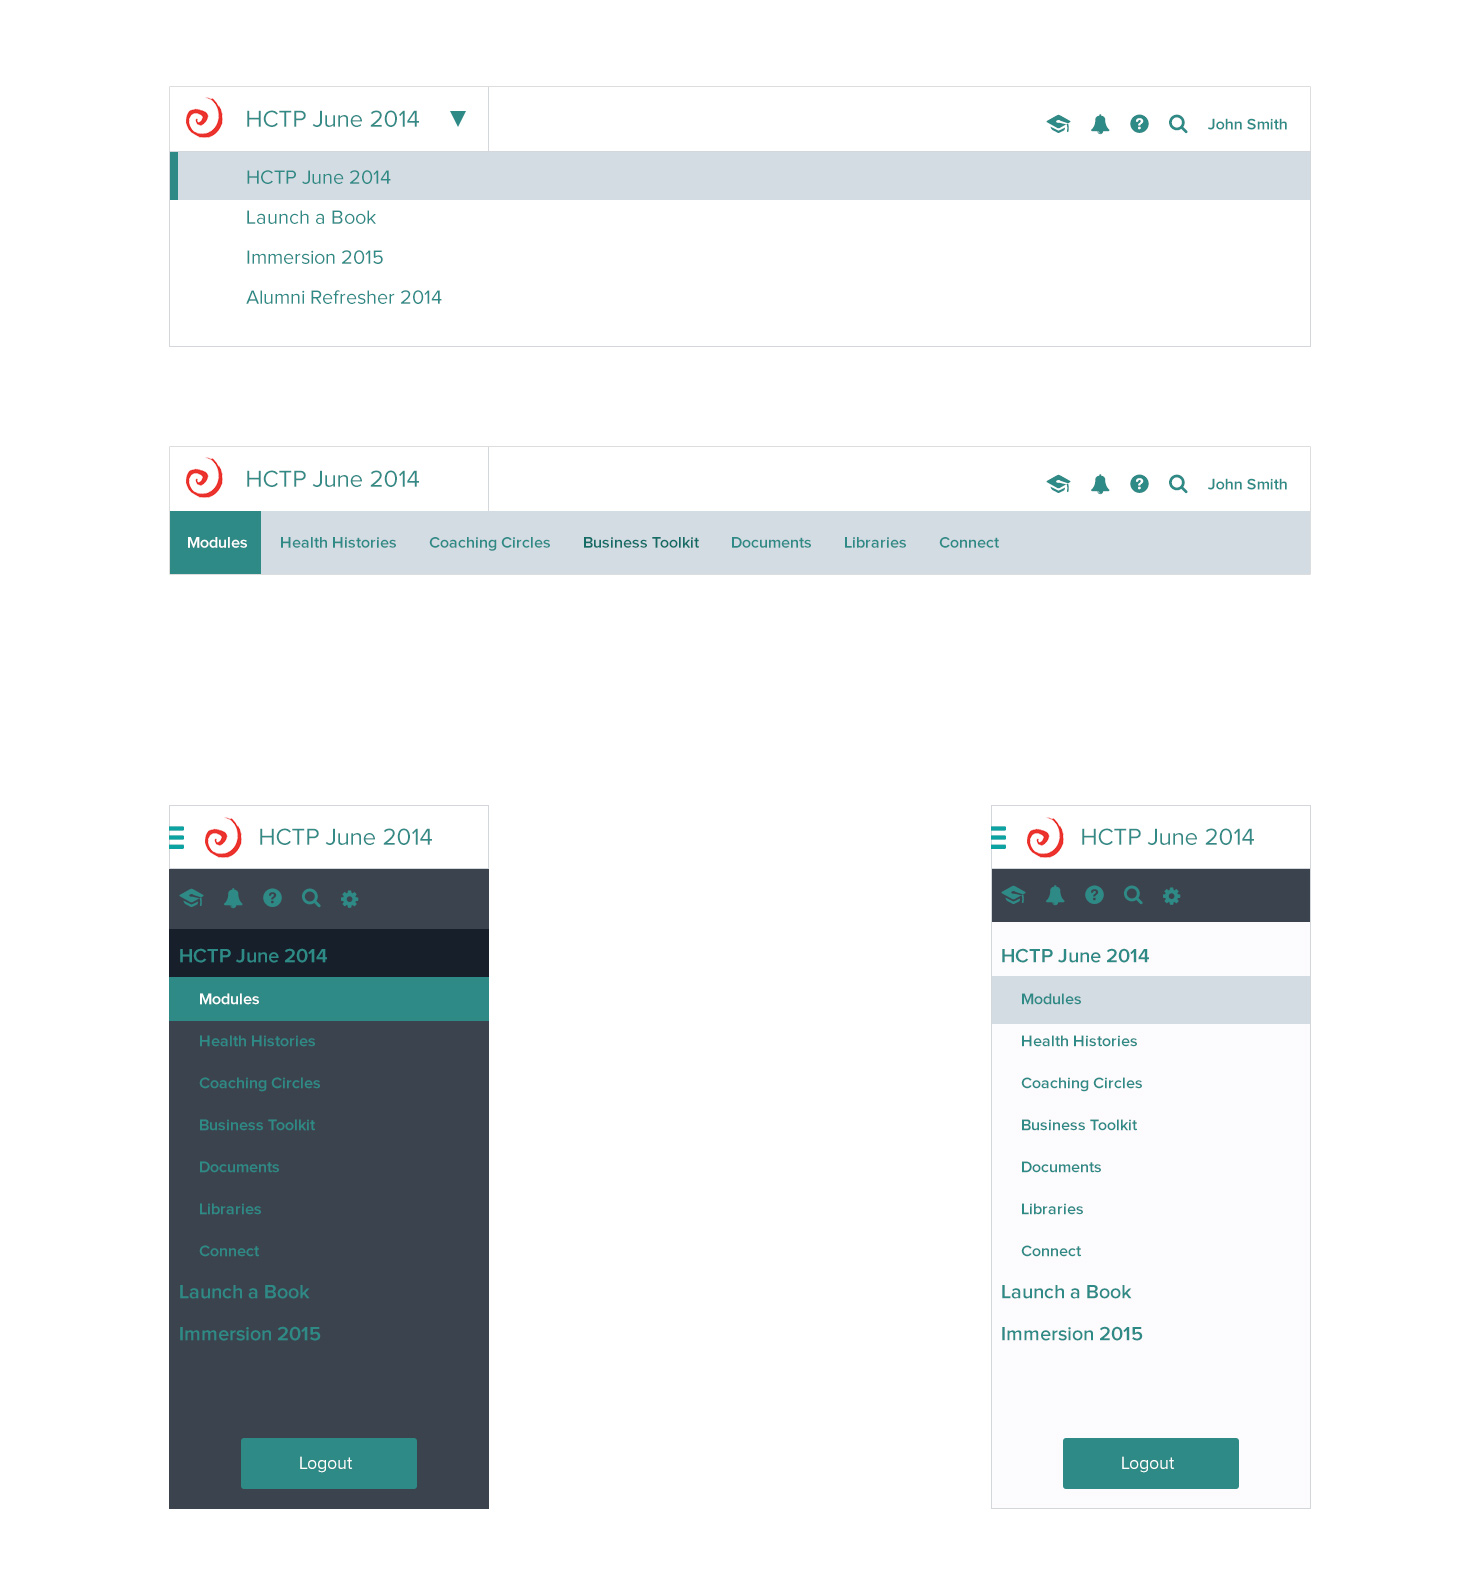 HCTP June 2014
John Smith
HCTP June 2014
Launch a Book
Immersion 2015
Alumni Refresher 2014
HCTP June 2014
John Smith
Modules Health Histories Coaching Circles Business Toolkit Documents Libraries Connect
HCTP June 2014
HCTP June 2014
Modules
Health Histories
Coaching Circles
Business Toolkit
Documents
Libraries
Connect
Launch a Book
Immersion 2015
Logout
HCTP June 2014
HCTP June 2014
Modules
Health Histories
Coaching Circles
Business Toolkit
Documents
Libraries
Connect
Launch a Book
Immersion 2015
Logout